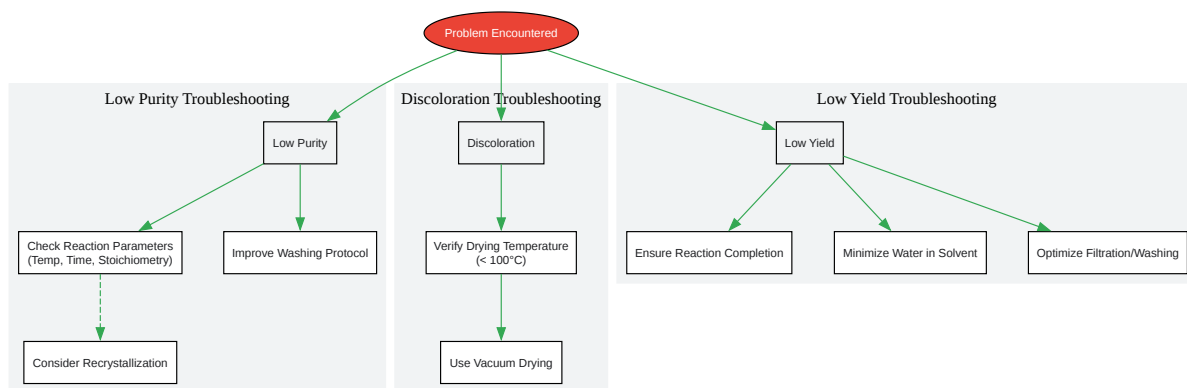 Problem Encountered
Low Purity Troubleshooting
Low Purity
Check Reaction Parameters
(Temp, Time, Stoichiometry)
Improve Washing Protocol
Consider Recrystallization
Discoloration Troubleshooting
Discoloration
Verify Drying Temperature
(< 100°C)
Use Vacuum Drying
Low Yield Troubleshooting
Low Yield
Ensure Reaction Completion
Minimize Water in Solvent
Optimize Filtration/Washing